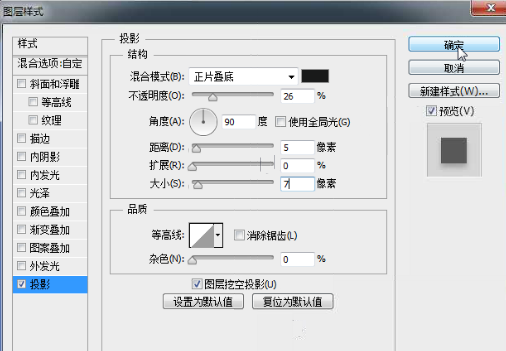 图层样式
样式
混合选项:自定
斜面和浮雕
等高线
纹理
描边
内阴影
内发光
光泽
颜色叠加
渐变叠加
图案叠加
外发光
投影
投影
结构
混合模式(B): 正片叠底
不透明度(O): 26 %
角度(A): 90 度 使用全局光(G)
距离(D): 5 像素
扩展(R): 0 %
大小(S): 7 像素
品质
等高线: 消除锯齿(L)
杂色(N): 0 %
图层挖空投影(U)
设置为默认值 复位为默认值
确定
取消
新建样式(W)...
预览(V)